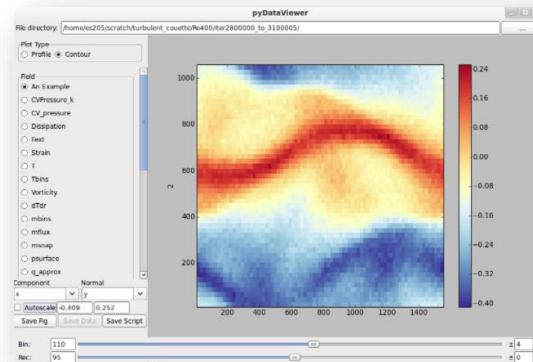 pyDataViewer
File directory: /home/es205/scratch/turbulent_couette/Re400/iter2800000_to_3100005/ ...
Plot Type
Profile Contour
Field
An Example
CVPressure_k
CV_pressure
Dissipation
Fext
Strain
T
Tbins
Vorticity
dTdr
mbins
mflux
msnap
psurface
q_approx
Component Normal
x y
Autoscale -0.409 0.252
Save Fig Save Data Save Script
1000
800
600
400
200
z
200 400 600 800 1000 1200 1400
0.24
0.16
0.08
0.00
−0.08
−0.16
−0.24
−0.32
−0.40
Bin: 110 ± 4
Rec: 95 ± 0